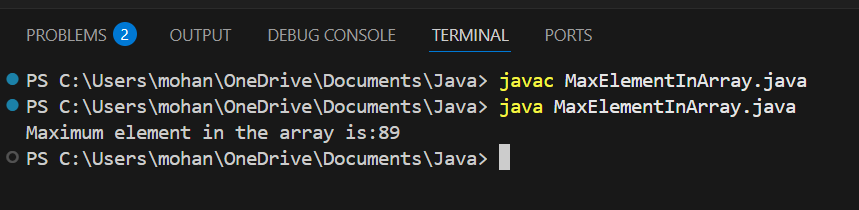 PROBLEMS 2 OUTPUT DEBUG CONSOLE TERMINAL PORTS
PS C:\Users\mohan\OneDrive\Documents\Java> javac MaxElementInArray.java
PS C:\Users\mohan\OneDrive\Documents\Java> java MaxElementInArray.java
Maximum element in the array is:89
PS C:\Users\mohan\OneDrive\Documents\Java>